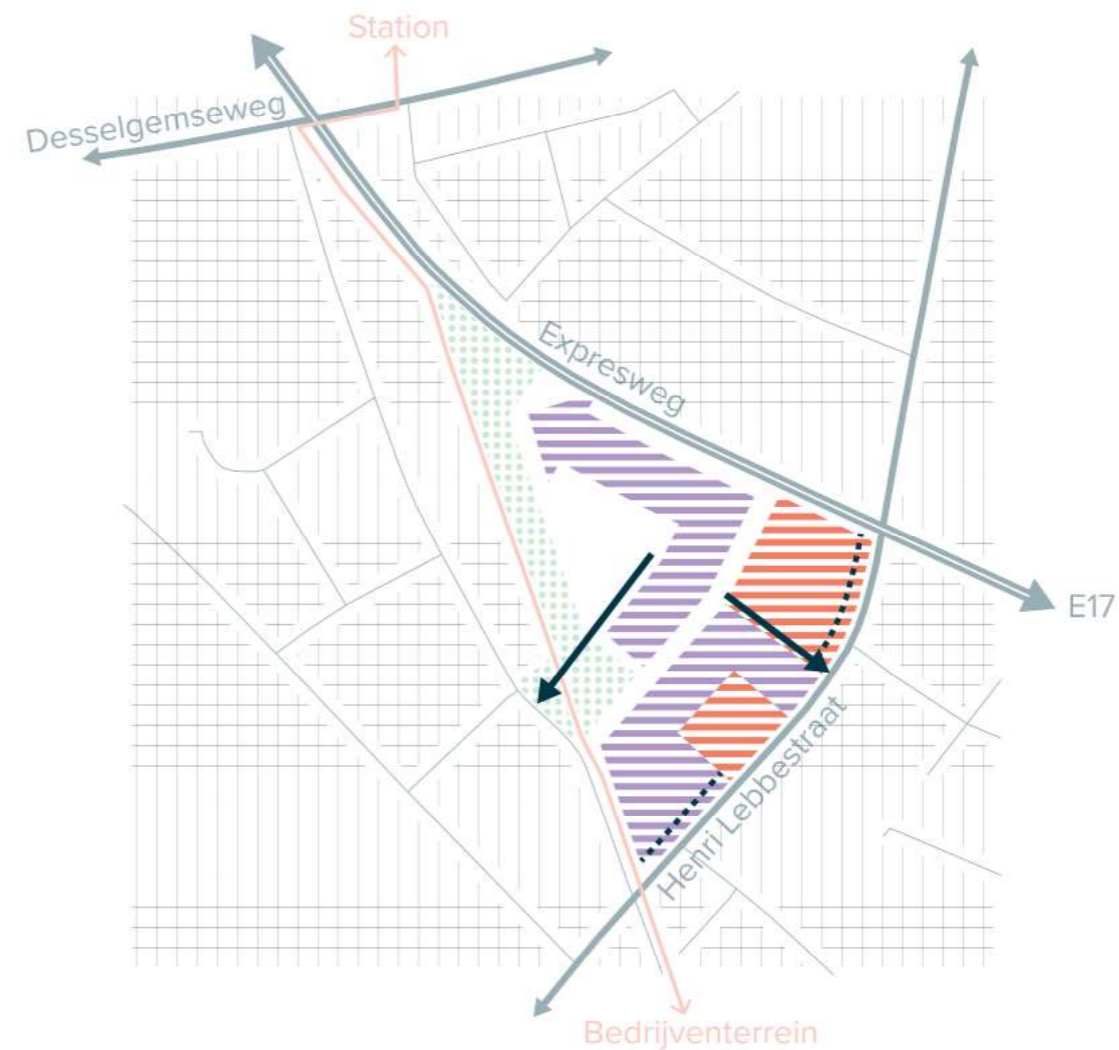 Station
Desselgemseweg
Expresweg
E17
Henri Lebbestraat
Bedrijventerrein